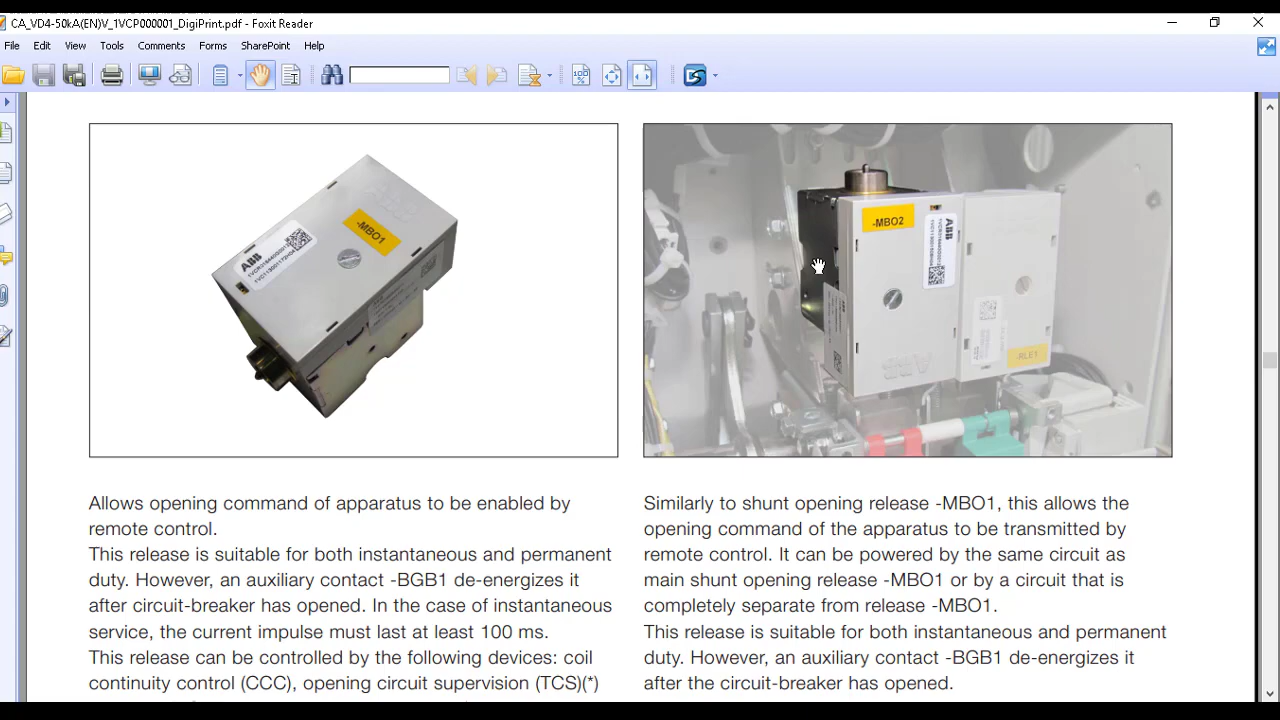 CA_VD4-50kA(EN)V_1VCP000001_DigiPrint.pdf - Foxit Reader
File Edit View Tools Comments Forms SharePoint Help
-MBO1
ABB
-MBO2
ABB
-RLE1
Allows opening command of apparatus to be enabled by
remote control.
This release is suitable for both instantaneous and permanent
duty. However, an auxiliary contact -BGB1 de-energizes it
after circuit-breaker has opened. In the case of instantaneous
service, the current impulse must last at least 100 ms.
This release can be controlled by the following devices: coil
continuity control (CCC), opening circuit supervision (TCS)(*)
Similarly to shunt opening release -MBO1, this allows the
opening command of the apparatus to be transmitted by
remote control. It can be powered by the same circuit as
main shunt opening release -MBO1 or by a circuit that is
completely separate from release -MBO1.
This release is suitable for both instantaneous and permanent
duty. However, an auxiliary contact -BGB1 de-energizes it
after the circuit-breaker has opened.